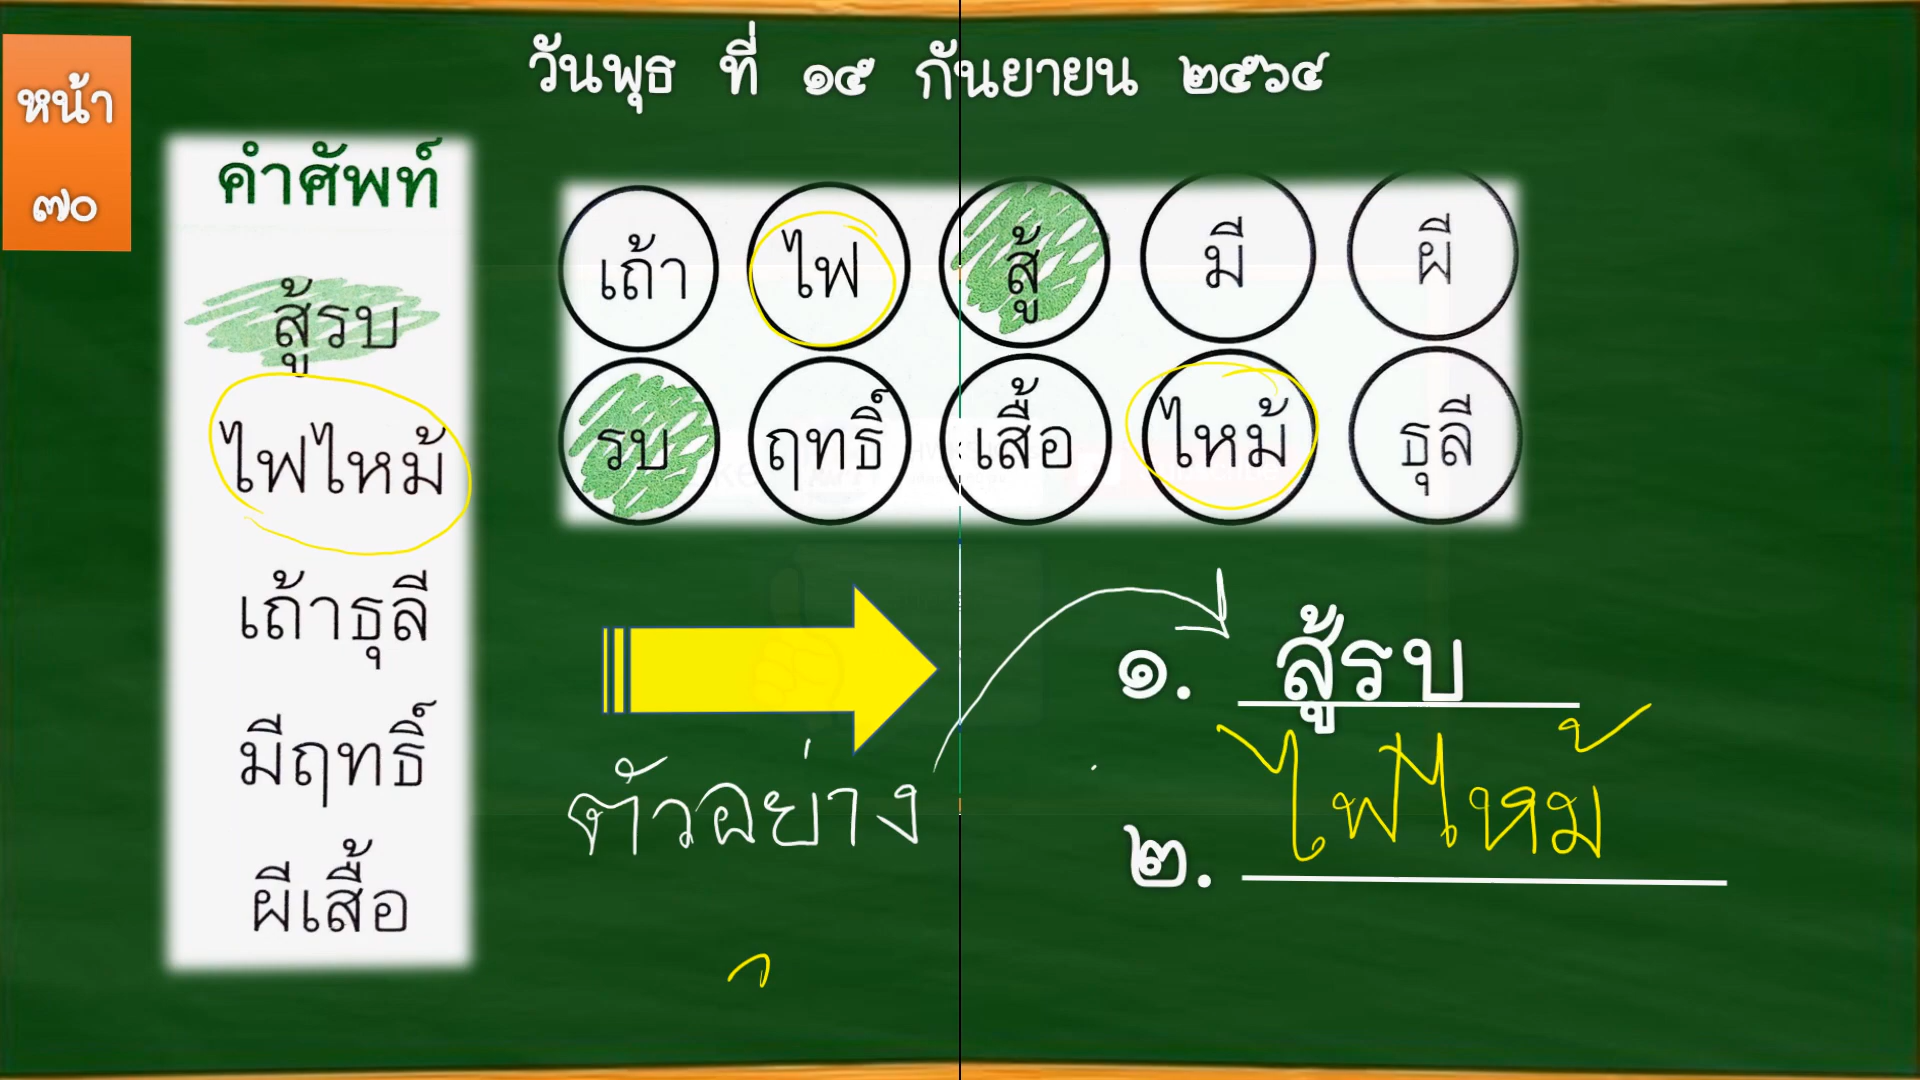 วันพุธ ที่ ๑๕ กันยายน ๒๕๖๔
หน้า
๗๐
คำศัพท์
สู้รบ
ไฟไหม้
เถ้าธุลี
มีฤทธิ์
ผีเสื้อ
เถ้า ไฟ สู้ มี ผี
รบ ฤทธิ์ เสื้อ ไหม้ ธุลี
ตัวอย่าง
๑. สู้รบ
๒. ไฟไหม้